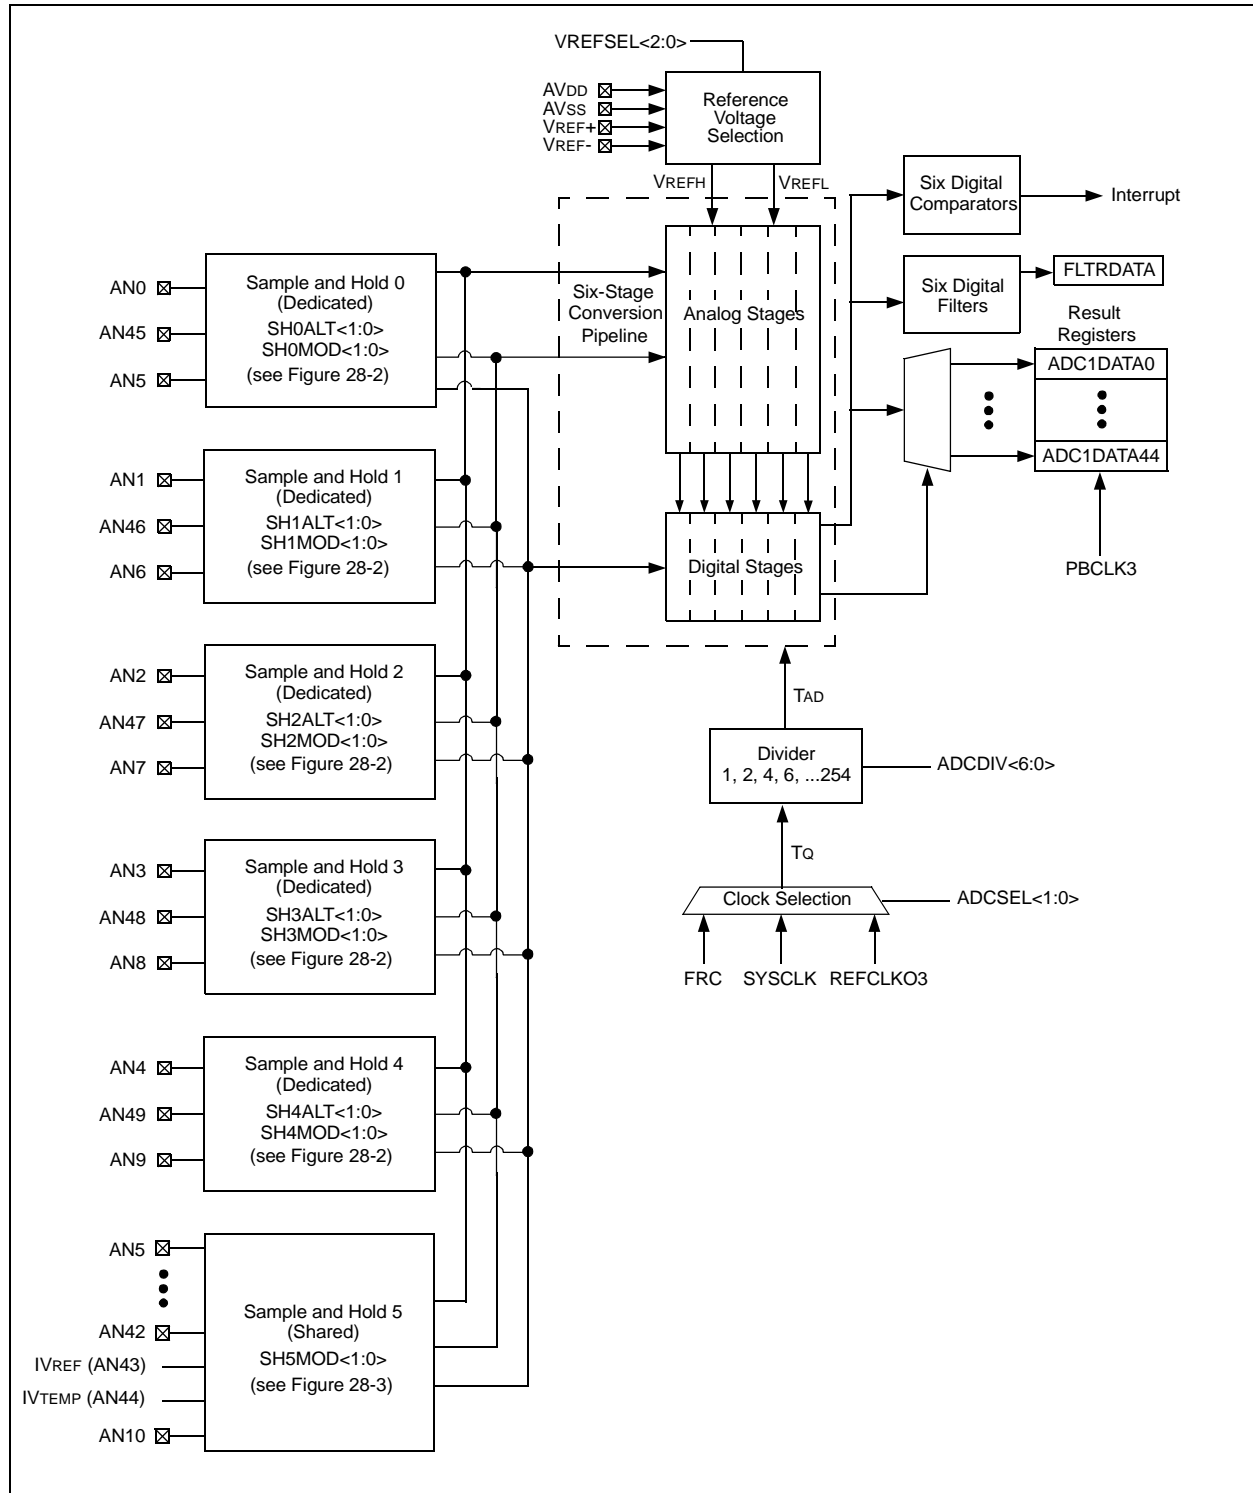 VREFSEL<2:0>
AVDD
AVSS
VREF+
VREF-
Reference
Voltage
Selection
VREFH
VREFL
Six Digital
Comparators
Interrupt
Six Digital
Filters
FLTRDATA
Result
Registers
ADC1DATA0
ADC1DATA44
PBCLK3
Six-Stage
Conversion
Pipeline
Analog Stages
Digital Stages
TAD
Divider
1, 2, 4, 6, ...254
ADCDIV<6:0>
TQ
Clock Selection
ADCSEL<1:0>
FRC
SYSCLK
REFCLKO3
AN0
AN45
AN5
Sample and Hold 0
(Dedicated)
SH0ALT<1:0>
SH0MOD<1:0>
(see Figure 28-2)
AN1
AN46
AN6
Sample and Hold 1
(Dedicated)
SH1ALT<1:0>
SH1MOD<1:0>
(see Figure 28-2)
AN2
AN47
AN7
Sample and Hold 2
(Dedicated)
SH2ALT<1:0>
SH2MOD<1:0>
(see Figure 28-2)
AN3
AN48
AN8
Sample and Hold 3
(Dedicated)
SH3ALT<1:0>
SH3MOD<1:0>
(see Figure 28-2)
AN4
AN49
AN9
Sample and Hold 4
(Dedicated)
SH4ALT<1:0>
SH4MOD<1:0>
(see Figure 28-2)
AN5
AN42
IVREF (AN43)
IVTEMP (AN44)
AN10
Sample and Hold 5
(Shared)
SH5MOD<1:0>
(see Figure 28-3)